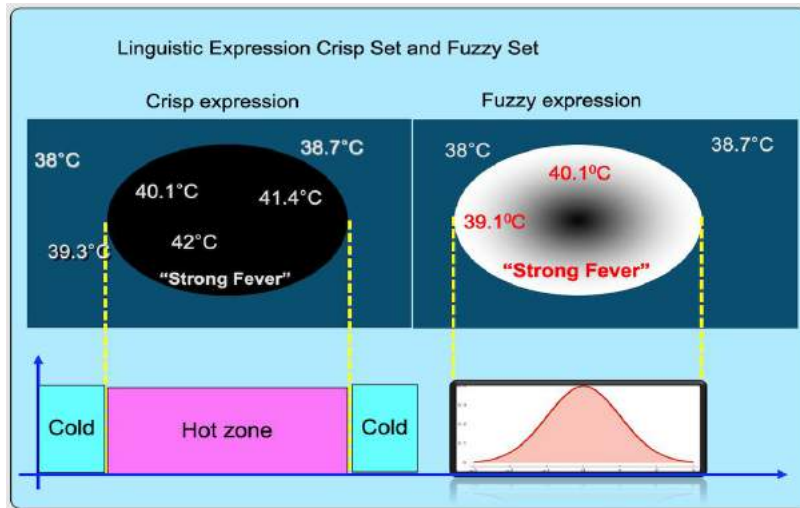 Linguistic Expression Crisp Set and Fuzzy Set
Crisp expression
Fuzzy expression
38°C
38.7°C
40.1°C
41.4°C
39.3°C
42°C
“Strong Fever”
38°C
38.7°C
40.1⁰C
39.1⁰C
“Strong Fever”
Cold
Hot zone
Cold